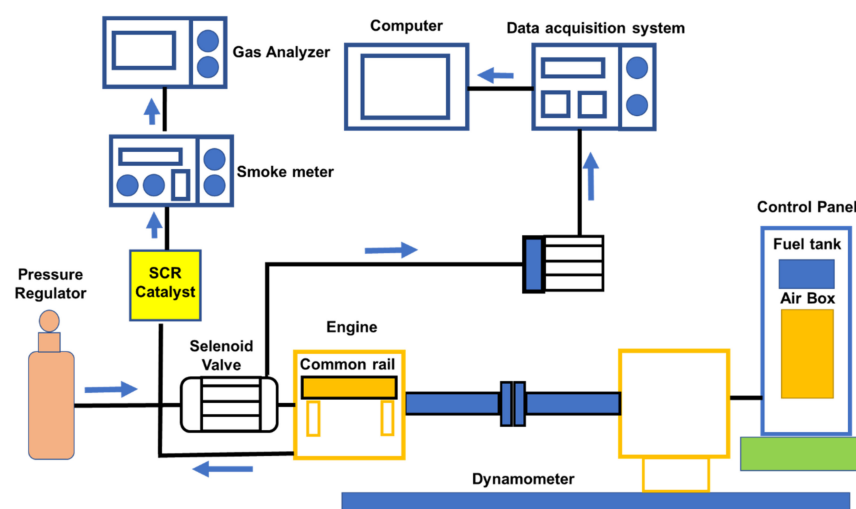 Computer
Data acquisition system
Gas Analyzer
Smoke meter
Control Panel
Fuel tank
Air Box
SCR
Catalyst
Pressure
Regulator
Engine
Selenoid
Valve
Common rail
Dynamometer